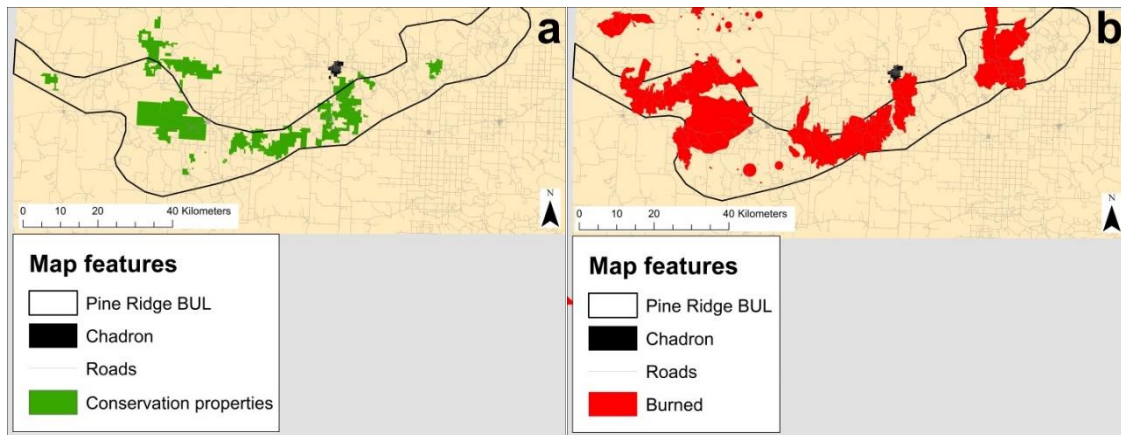 a
N
0 10 20 40 Kilometers
Map features
Pine Ridge BUL
Chadron
Roads
Conservation properties
b
N
0 10 20 40 Kilometers
Map features
Pine Ridge BUL
Chadron
Roads
Burned